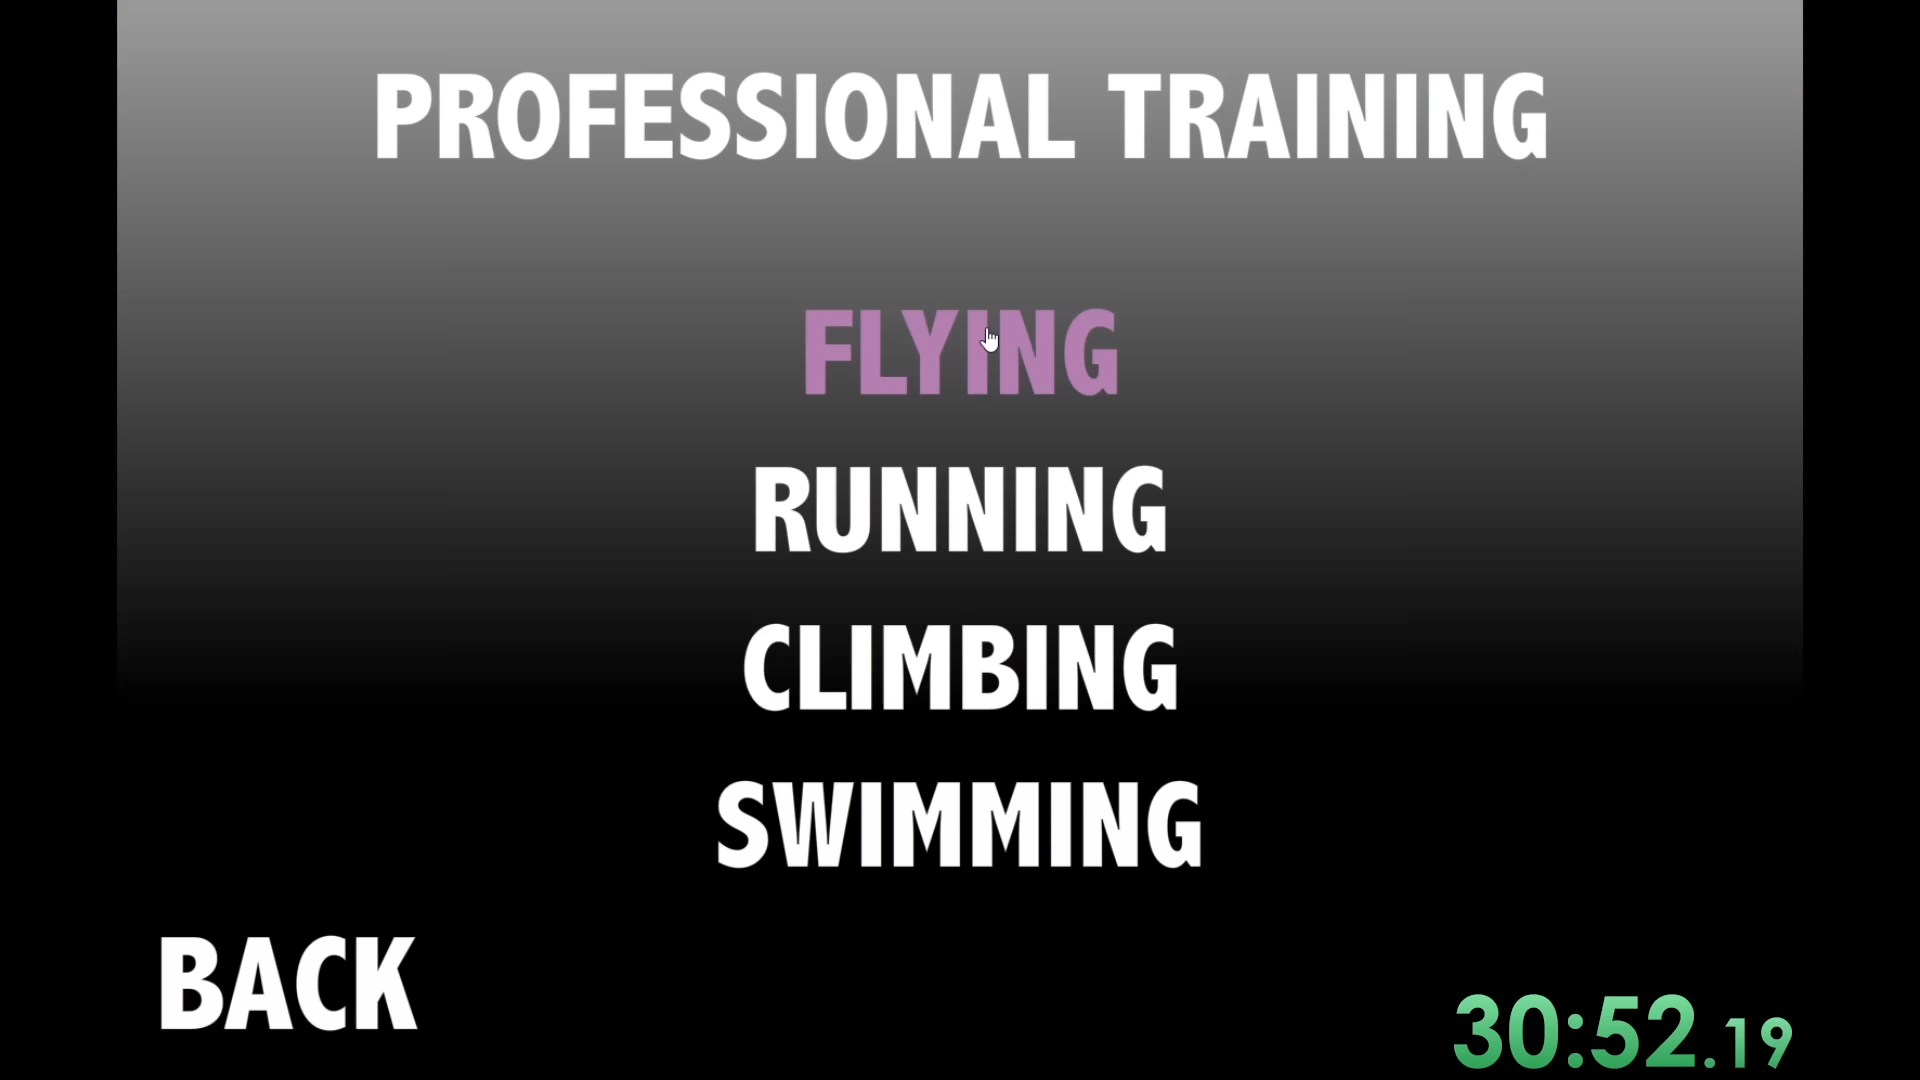 PROFESSIONAL TRAINING
FLYING
RUNNING
CLIMBING
SWIMMING
BACK
30:52.19